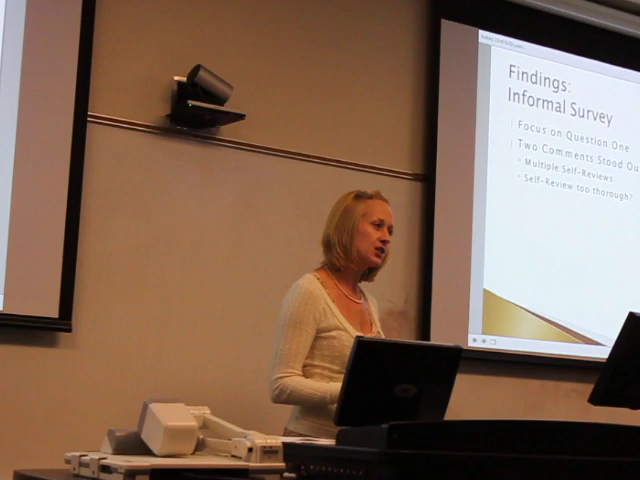 Findings:
Informal Survey
Focus on Question One
Two Comments Stood Ou
Multiple Self-Reviews
Self-Review too thorough?